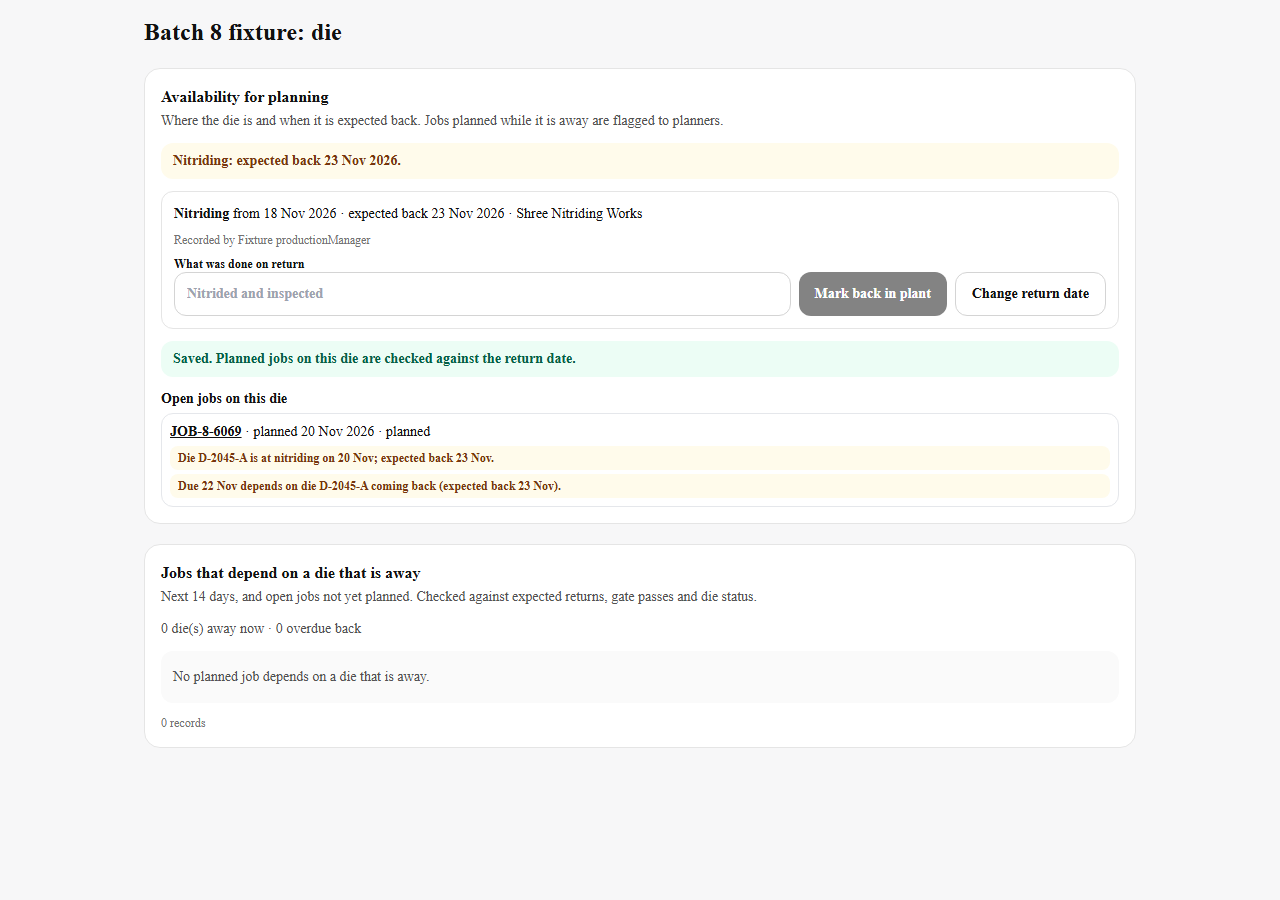 Batch 8 fixture: die
Availability for planning
Where the die is and when it is expected back. Jobs planned while it is away are flagged to planners.
Nitriding: expected back 23 Nov 2026.
Nitriding from 18 Nov 2026 · expected back 23 Nov 2026 · Shree Nitriding Works
Recorded by Fixture productionManager
What was done on return
Nitrided and inspected
Mark back in plant
Change return date
Saved. Planned jobs on this die are checked against the return date.
Open jobs on this die
JOB-8-6069 · planned 20 Nov 2026 · planned
Die D-2045-A is at nitriding on 20 Nov; expected back 23 Nov.
Due 22 Nov depends on die D-2045-A coming back (expected back 23 Nov).
Jobs that depend on a die that is away
Next 14 days, and open jobs not yet planned. Checked against expected returns, gate passes and die status.
0 die(s) away now · 0 overdue back
No planned job depends on a die that is away.
0 records